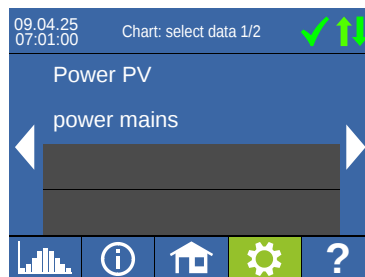 09.04.25
07:01:00
Chart: select data 1/2
Power PV
power mains
?